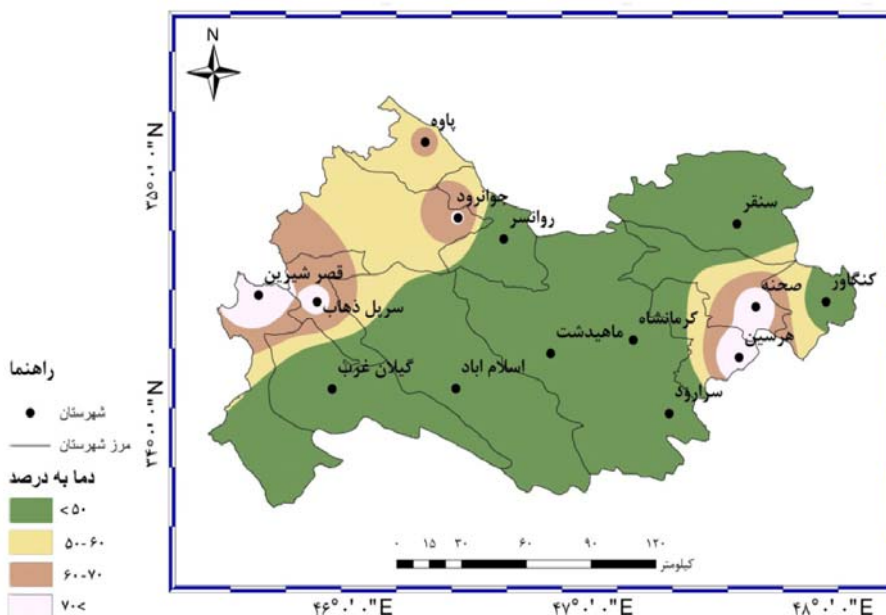 N
۳۵°۰'۰"N
۳۴°۰'۰"N
پاوه
جوانرود
روانسر
سنقر
قصر شیرین
سرپل ذهاب
صحنه
کنگاور
کرمانشاه
هرسین
ماهیدشت
گیلان غرب
اسلام اباد
سرارود
راهنما
شهرستان
مرز شهرستان
دما به درصد
< ۵۰
۵۰-۶۰
۶۰-۷۰
۷۰>
۰ ۱۵ ۳۰ ۶۰ ۹۰ ۱۲۰
کیلومتر
۴۶°۰'۰"E ۴۷°۰'۰"E ۴۸°۰'۰"E